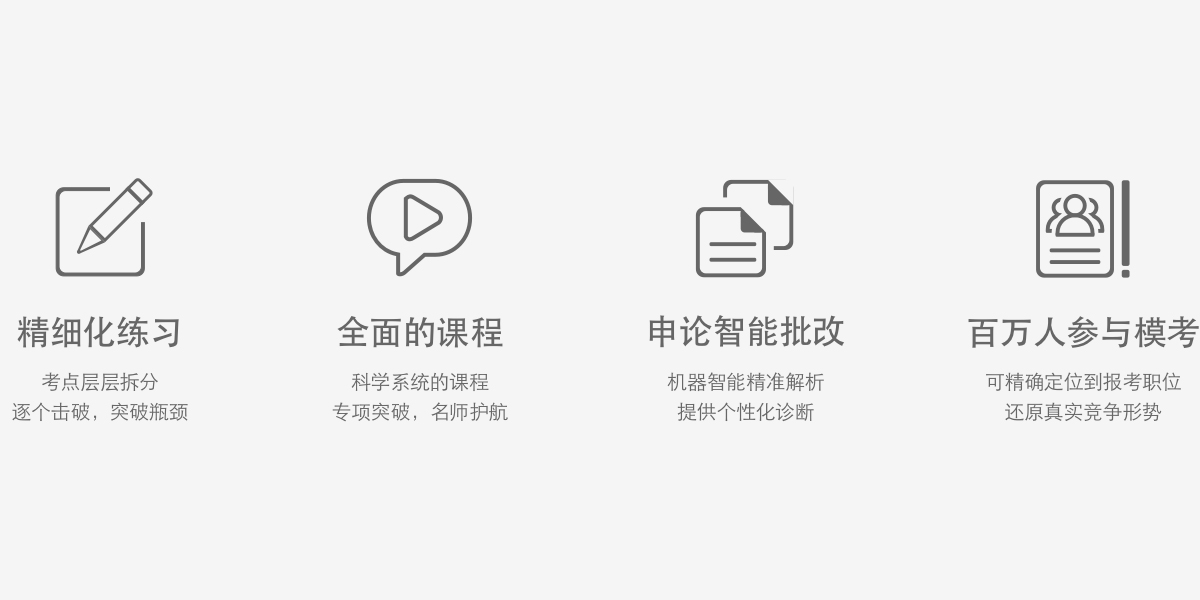 精细化练习
考点层层拆分
逐个击破，突破瓶颈
全面的课程
科学系统的课程
专项突破，名师护航
申论智能批改
机器智能精准解析
提供个性化诊断
百万人参与模考
可精确定位到报考职位
还原真实竞争形势